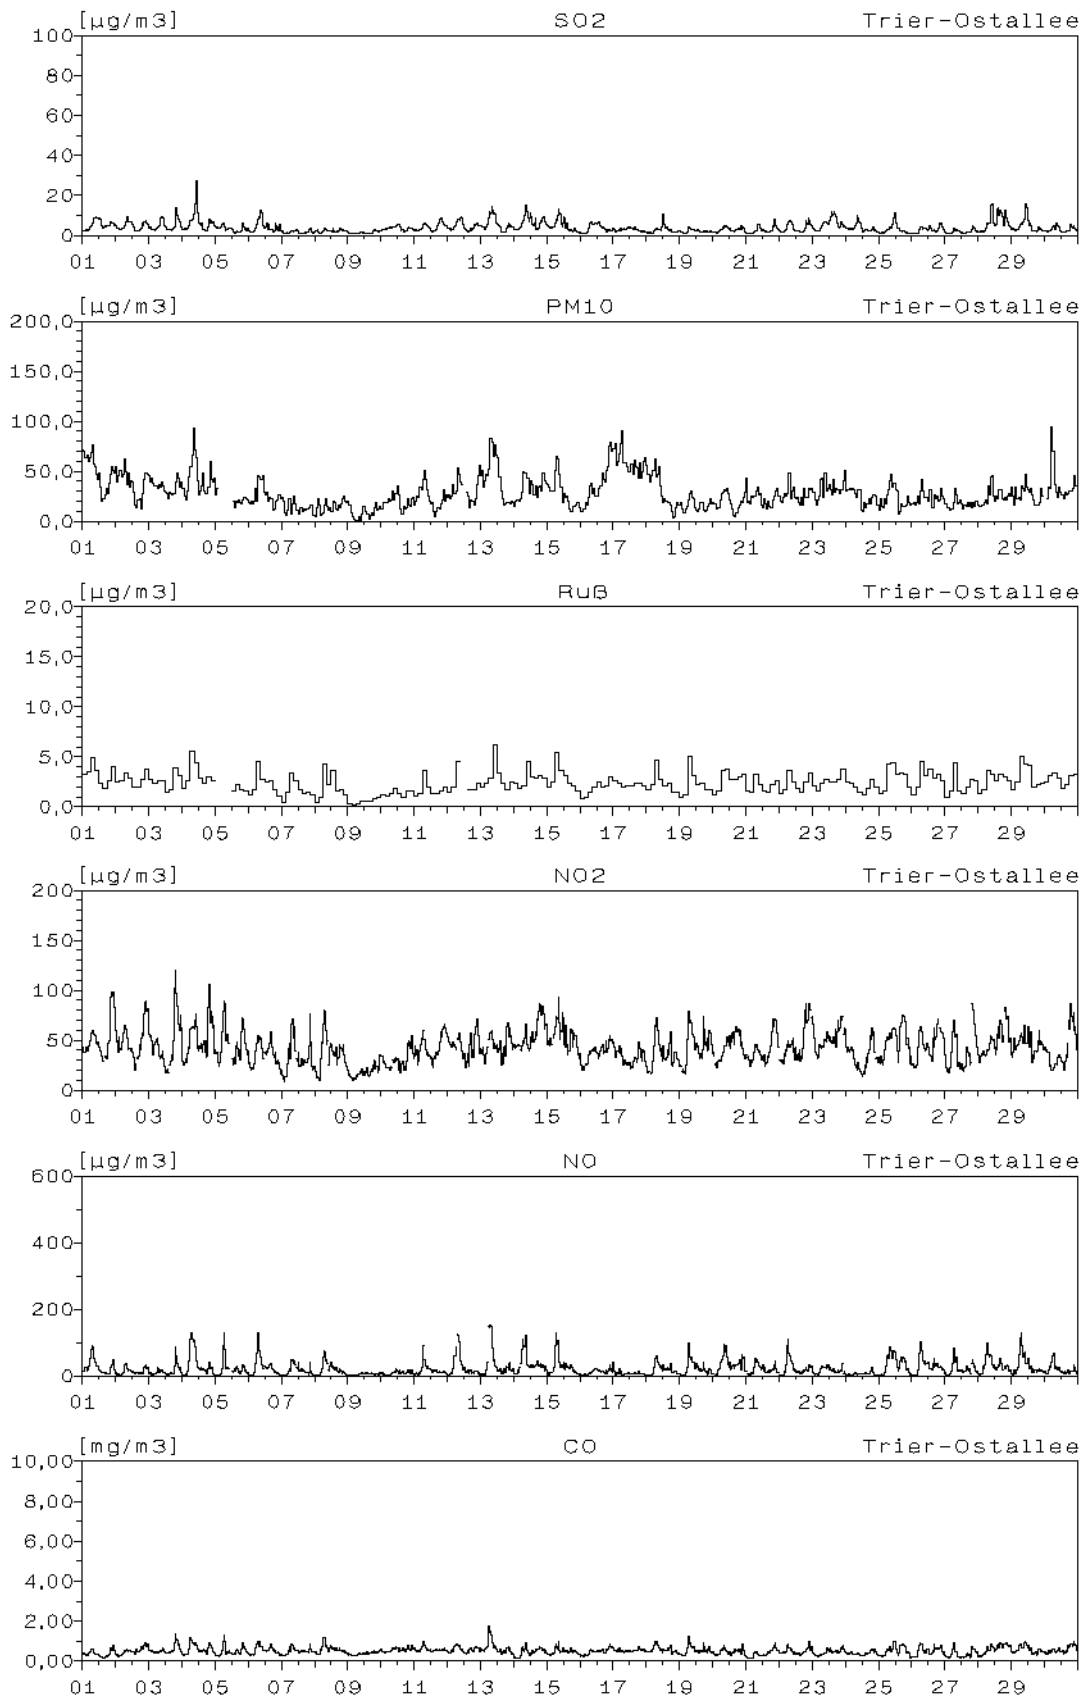 [µg/m3] SO2 Trier-Ostallee
100
80
60
40
20
0
01 03 05 07 09 11 13 15 17 19 21 23 25 27 29
[µg/m3] PM10 Trier-Ostallee
200,0
150,0
100,0
50,0
0,0
01 03 05 07 09 11 13 15 17 19 21 23 25 27 29
[µg/m3] Ruß Trier-Ostallee
20,0
15,0
10,0
5,0
0,0
01 03 05 07 09 11 13 15 17 19 21 23 25 27 29
[µg/m3] NO2 Trier-Ostallee
200
150
100
50
0
01 03 05 07 09 11 13 15 17 19 21 23 25 27 29
[µg/m3] NO Trier-Ostallee
600
400
200
0
01 03 05 07 09 11 13 15 17 19 21 23 25 27 29
[mg/m3] CO Trier-Ostallee
10,00
8,00
6,00
4,00
2,00
0,00
01 03 05 07 09 11 13 15 17 19 21 23 25 27 29